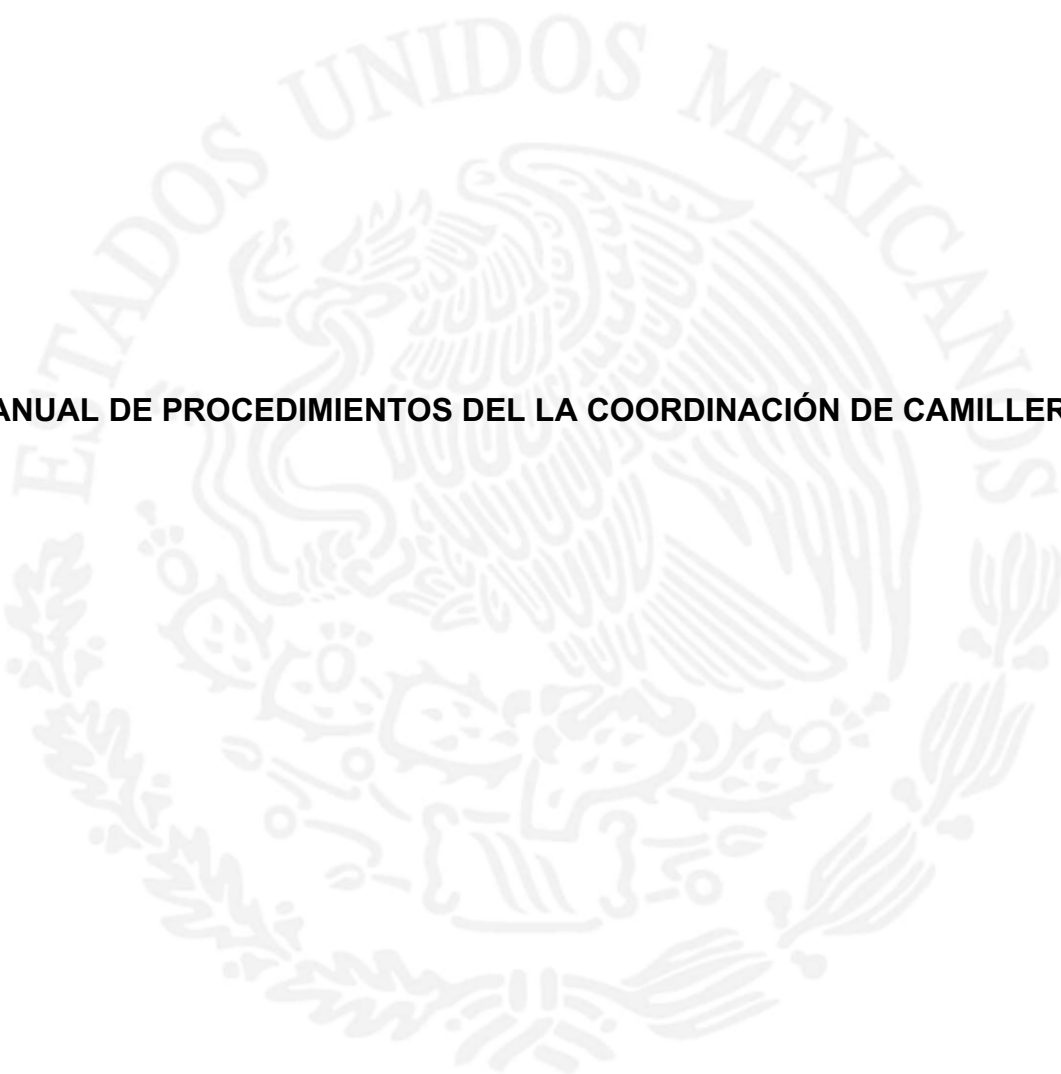 ESTADOS UNIDOS MEXICANOS
ANUAL DE PROCEDIMIENTOS DEL LA COORDINACIÓN DE CAMILLER